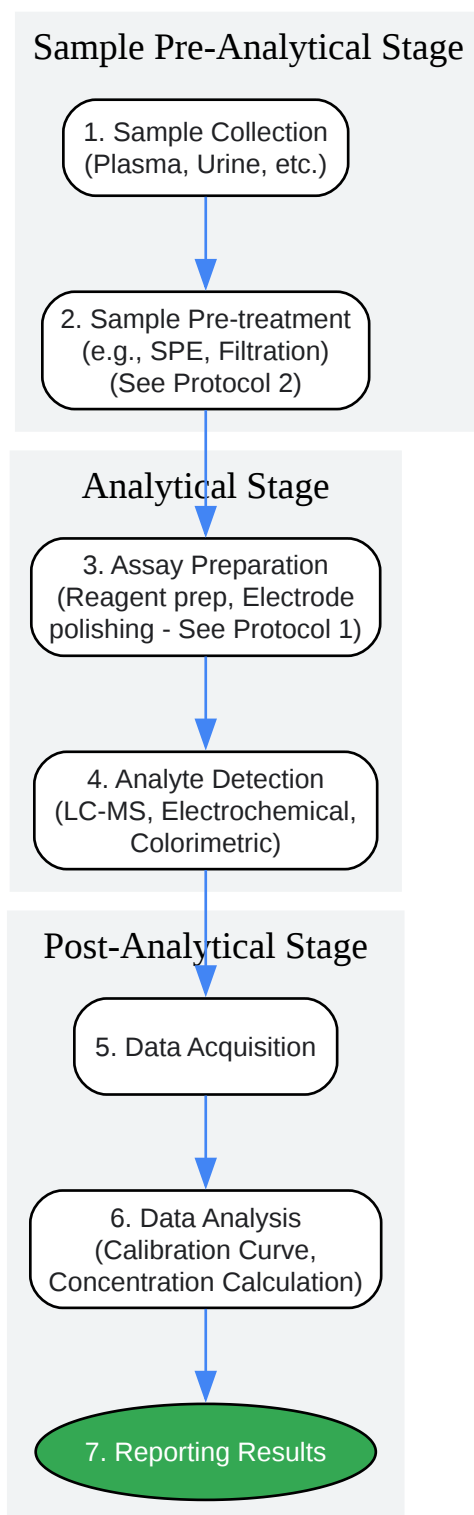 Sample Pre-Analytical Stage
1. Sample Collection
(Plasma, Urine, etc.)
2. Sample Pre-treatment
(e.g., SPE, Filtration)
(See Protocol 2)
Analytical Stage
3. Assay Preparation
(Reagent prep, Electrode
polishing - See Protocol 1)
4. Analyte Detection
(LC-MS, Electrochemical,
Colorimetric)
Post-Analytical Stage
5. Data Acquisition
6. Data Analysis
(Calibration Curve,
Concentration Calculation)
7. Reporting Results